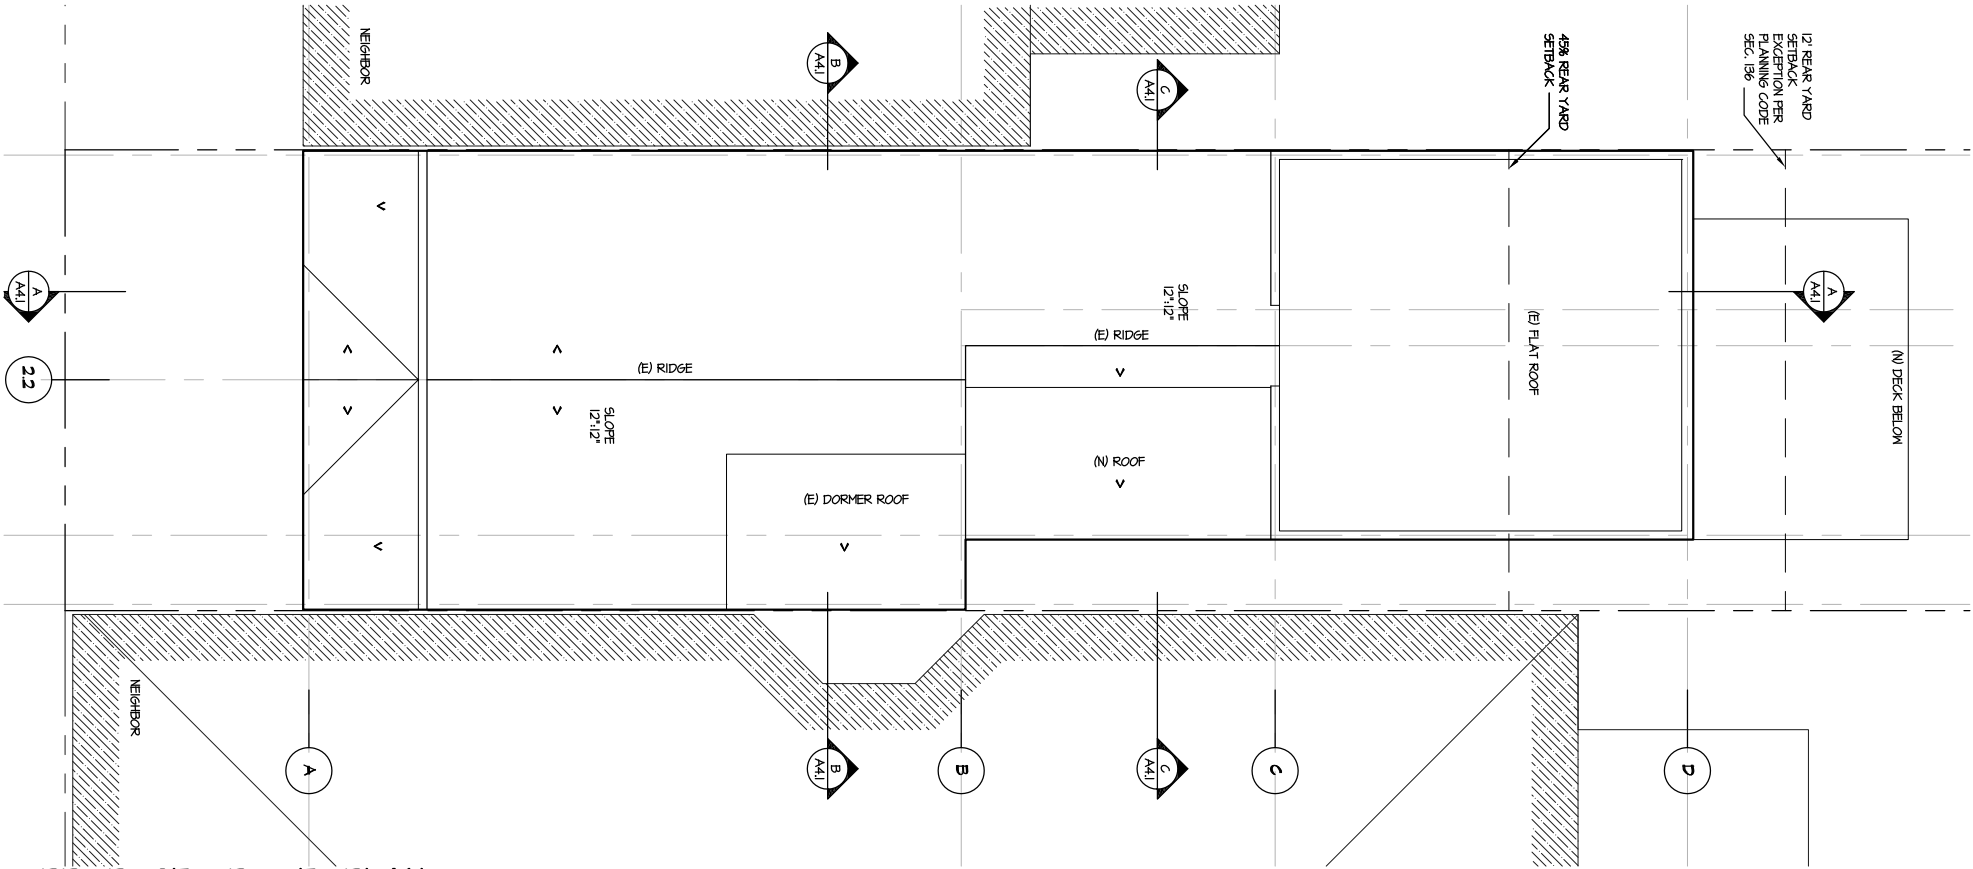 NEIGHBOR
B
A4.1
C
A4.1
45% REAR YARD
SETBACK
12' REAR YARD
SETBACK
EXCEPTION PER
PLANNING CODE
SEC. 136
A
A4.1
2.2
(E) RIDGE
SLOPE
12":12"
(E) DORMER ROOF
SLOPE
12":12"
(E) RIDGE
(N) ROOF
(E) FLAT ROOF
A
A4.1
(N) DECK BELOW
NEIGHBOR
A
B
A4.1
B
C
A4.1
C
D